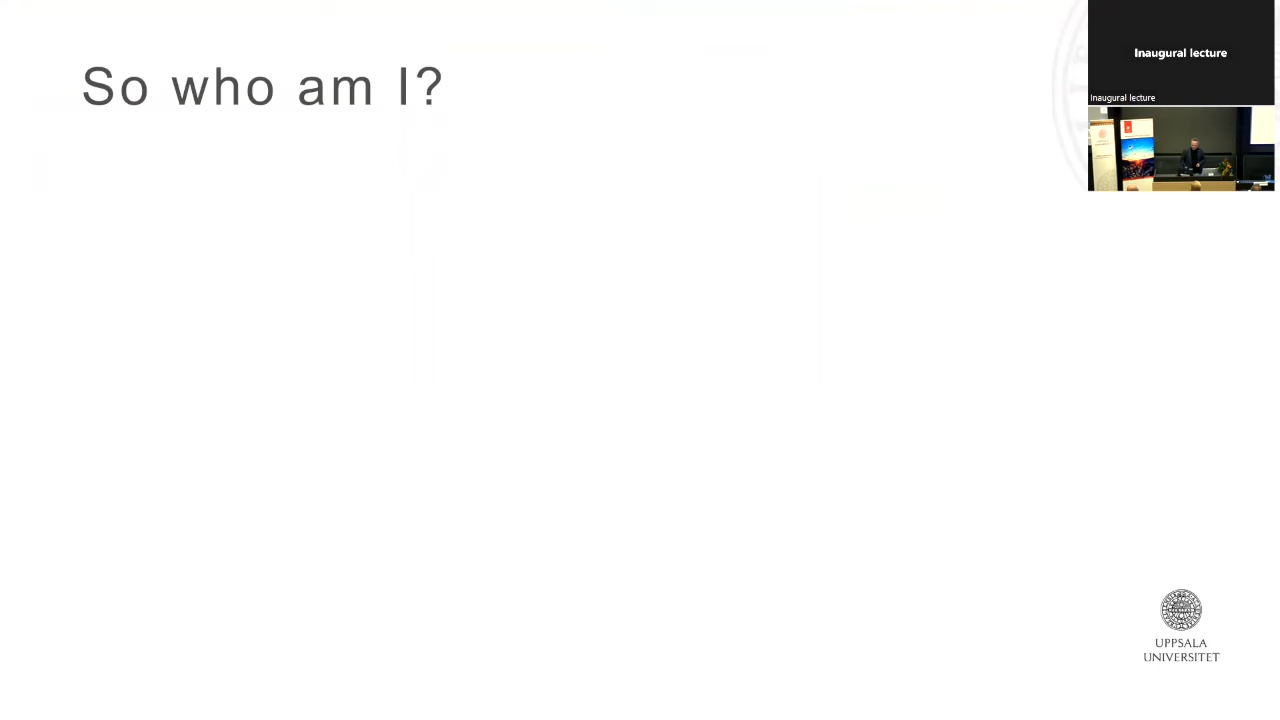 So who am I?
Inaugural lecture
Inaugural lecture
UPPSALA
UNIVERSITET